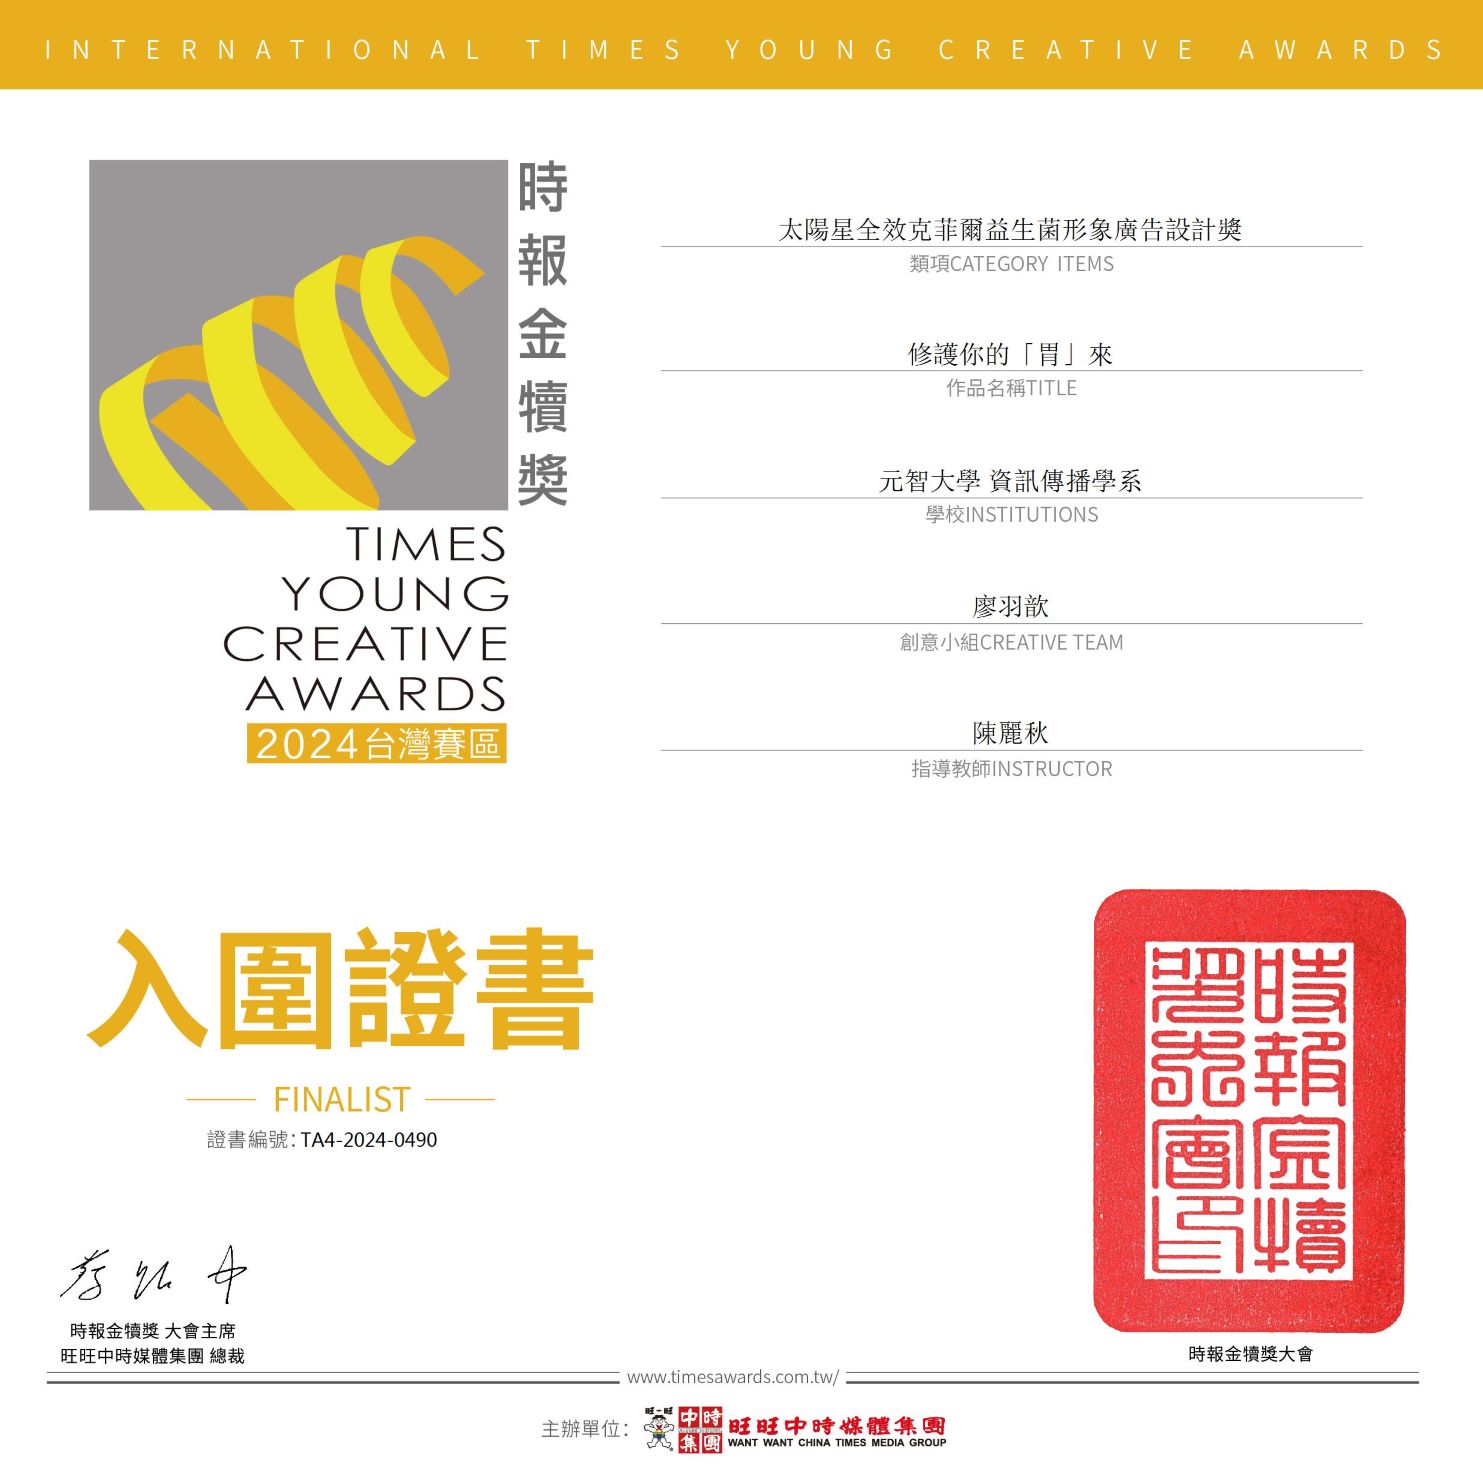 INTERNATIONAL TIMES YOUNG CREATIVE AWARDS
時報金犢獎
TIMES
YOUNG
CREATIVE
AWARDS
2024台灣賽區
太陽星全效克菲爾益生菌形象廣告設計獎
類項CATEGORY ITEMS
修護你的「胃」來
作品名稱TITLE
元智大學 資訊傳播學系
學校INSTITUTIONS
廖羽歆
創意小組CREATIVE TEAM
陳麗秋
指導教師INSTRUCTOR
入圍證書
FINALIST
證書編號：TA4-2024-0490
時報金犢獎 大會主席
旺旺中時媒體集團 總裁
時報金犢
獎大會印
時報金犢獎大會
www.timesawards.com.tw/
主辦單位：
旺旺
中時
集團
旺旺中時媒體集團
WANT WANT CHINA TIMES MEDIA GROUP